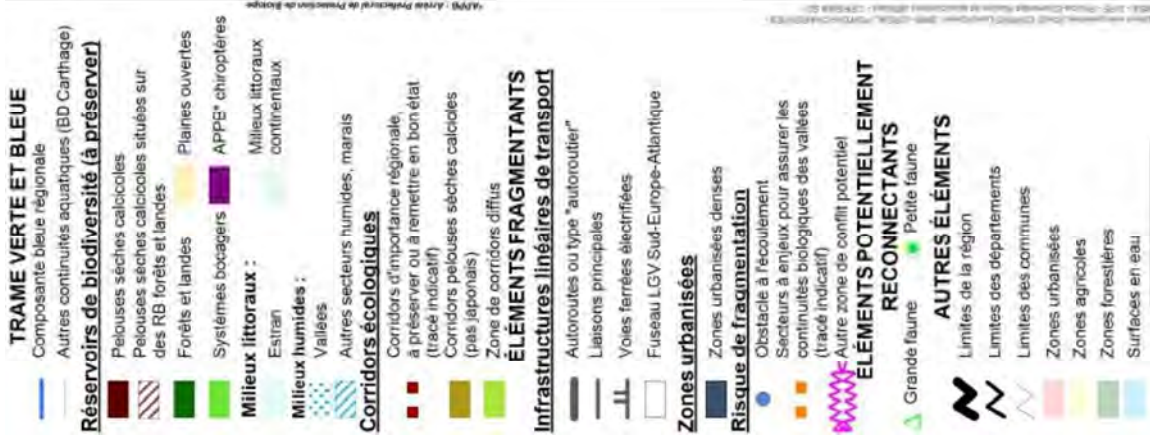 TRAME VERTE ET BLEUE
Composante bleue régionale
Autres continuités aquatiques (BD Carthage)
Réservoirs de biodiversité (à préserver)
Pelouses sèches calcicoles
Pelouses sèches calcicoles situées sur
des RB forêts et landes
Forêts et landes
Plaines ouvertes
Systèmes bocagers
APPB* chiroptères
Milieux littoraux :
Estran
Milieux littoraux
continentaux
Milieux humides :
Vallées
Autres secteurs humides, marais
Corridors écologiques
Corridors d'importance régionale,
à préserver ou à remettre en bon état
(tracé indicatif)
Corridors pelouses sèches calcicoles
(pas japonais)
Zone de corridors diffus
ÉLÉMENTS FRAGMENTANTS
Infrastructures linéaires de transport
Autoroutes ou type "autoroutier"
Liaisons principales
Voies ferrées électrifiées
Fuseau LGV Sud-Europe-Atlantique
Zones urbanisées
Zones urbanisées denses
Risque de fragmentation
Obstacle à l'écoulement
Secteurs à enjeux pour assurer les
continuités biologiques des vallées
(tracé indicatif)
Autre zone de conflit potentiel
ELÉMENTS POTENTIELLEMENT
RECONNECTANTS
Grande faune
Petite faune
AUTRES ÉLÉMENTS
Limites de la région
Limites des départements
Limites des communes
Zones urbanisées
Zones agricoles
Zones forestières
Surfaces en eau
*APPB : Arrêté Préfectoral de Protection de Biotope